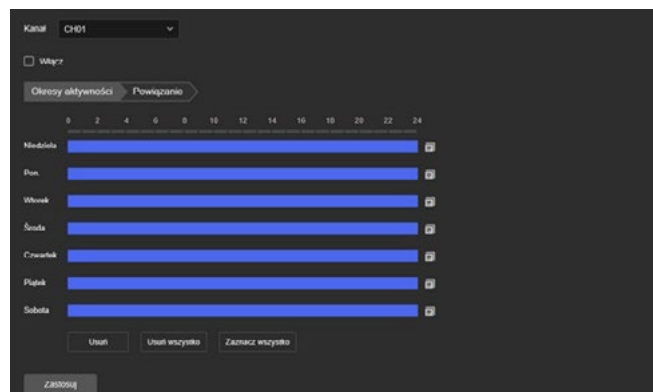 Kanał CH01
Włącz
Okresy aktywności Powiązanie
0 2 4 6 8 10 12 14 16 18 20 22 24
Niedziela
Pon.
Wtorek
Środa
Czwartek
Piątek
Sobota
Usuń Usuń wszystko Zaznacz wszystko
Zastosuj